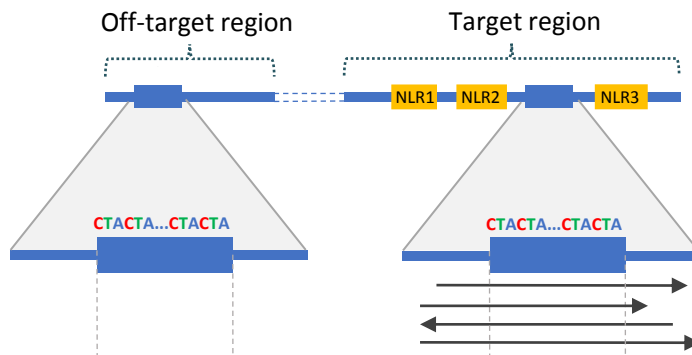 Off-target region
Target region
NLR1 NLR2 NLR3
CTACTA...CTACTA
CTACTA...CTACTA